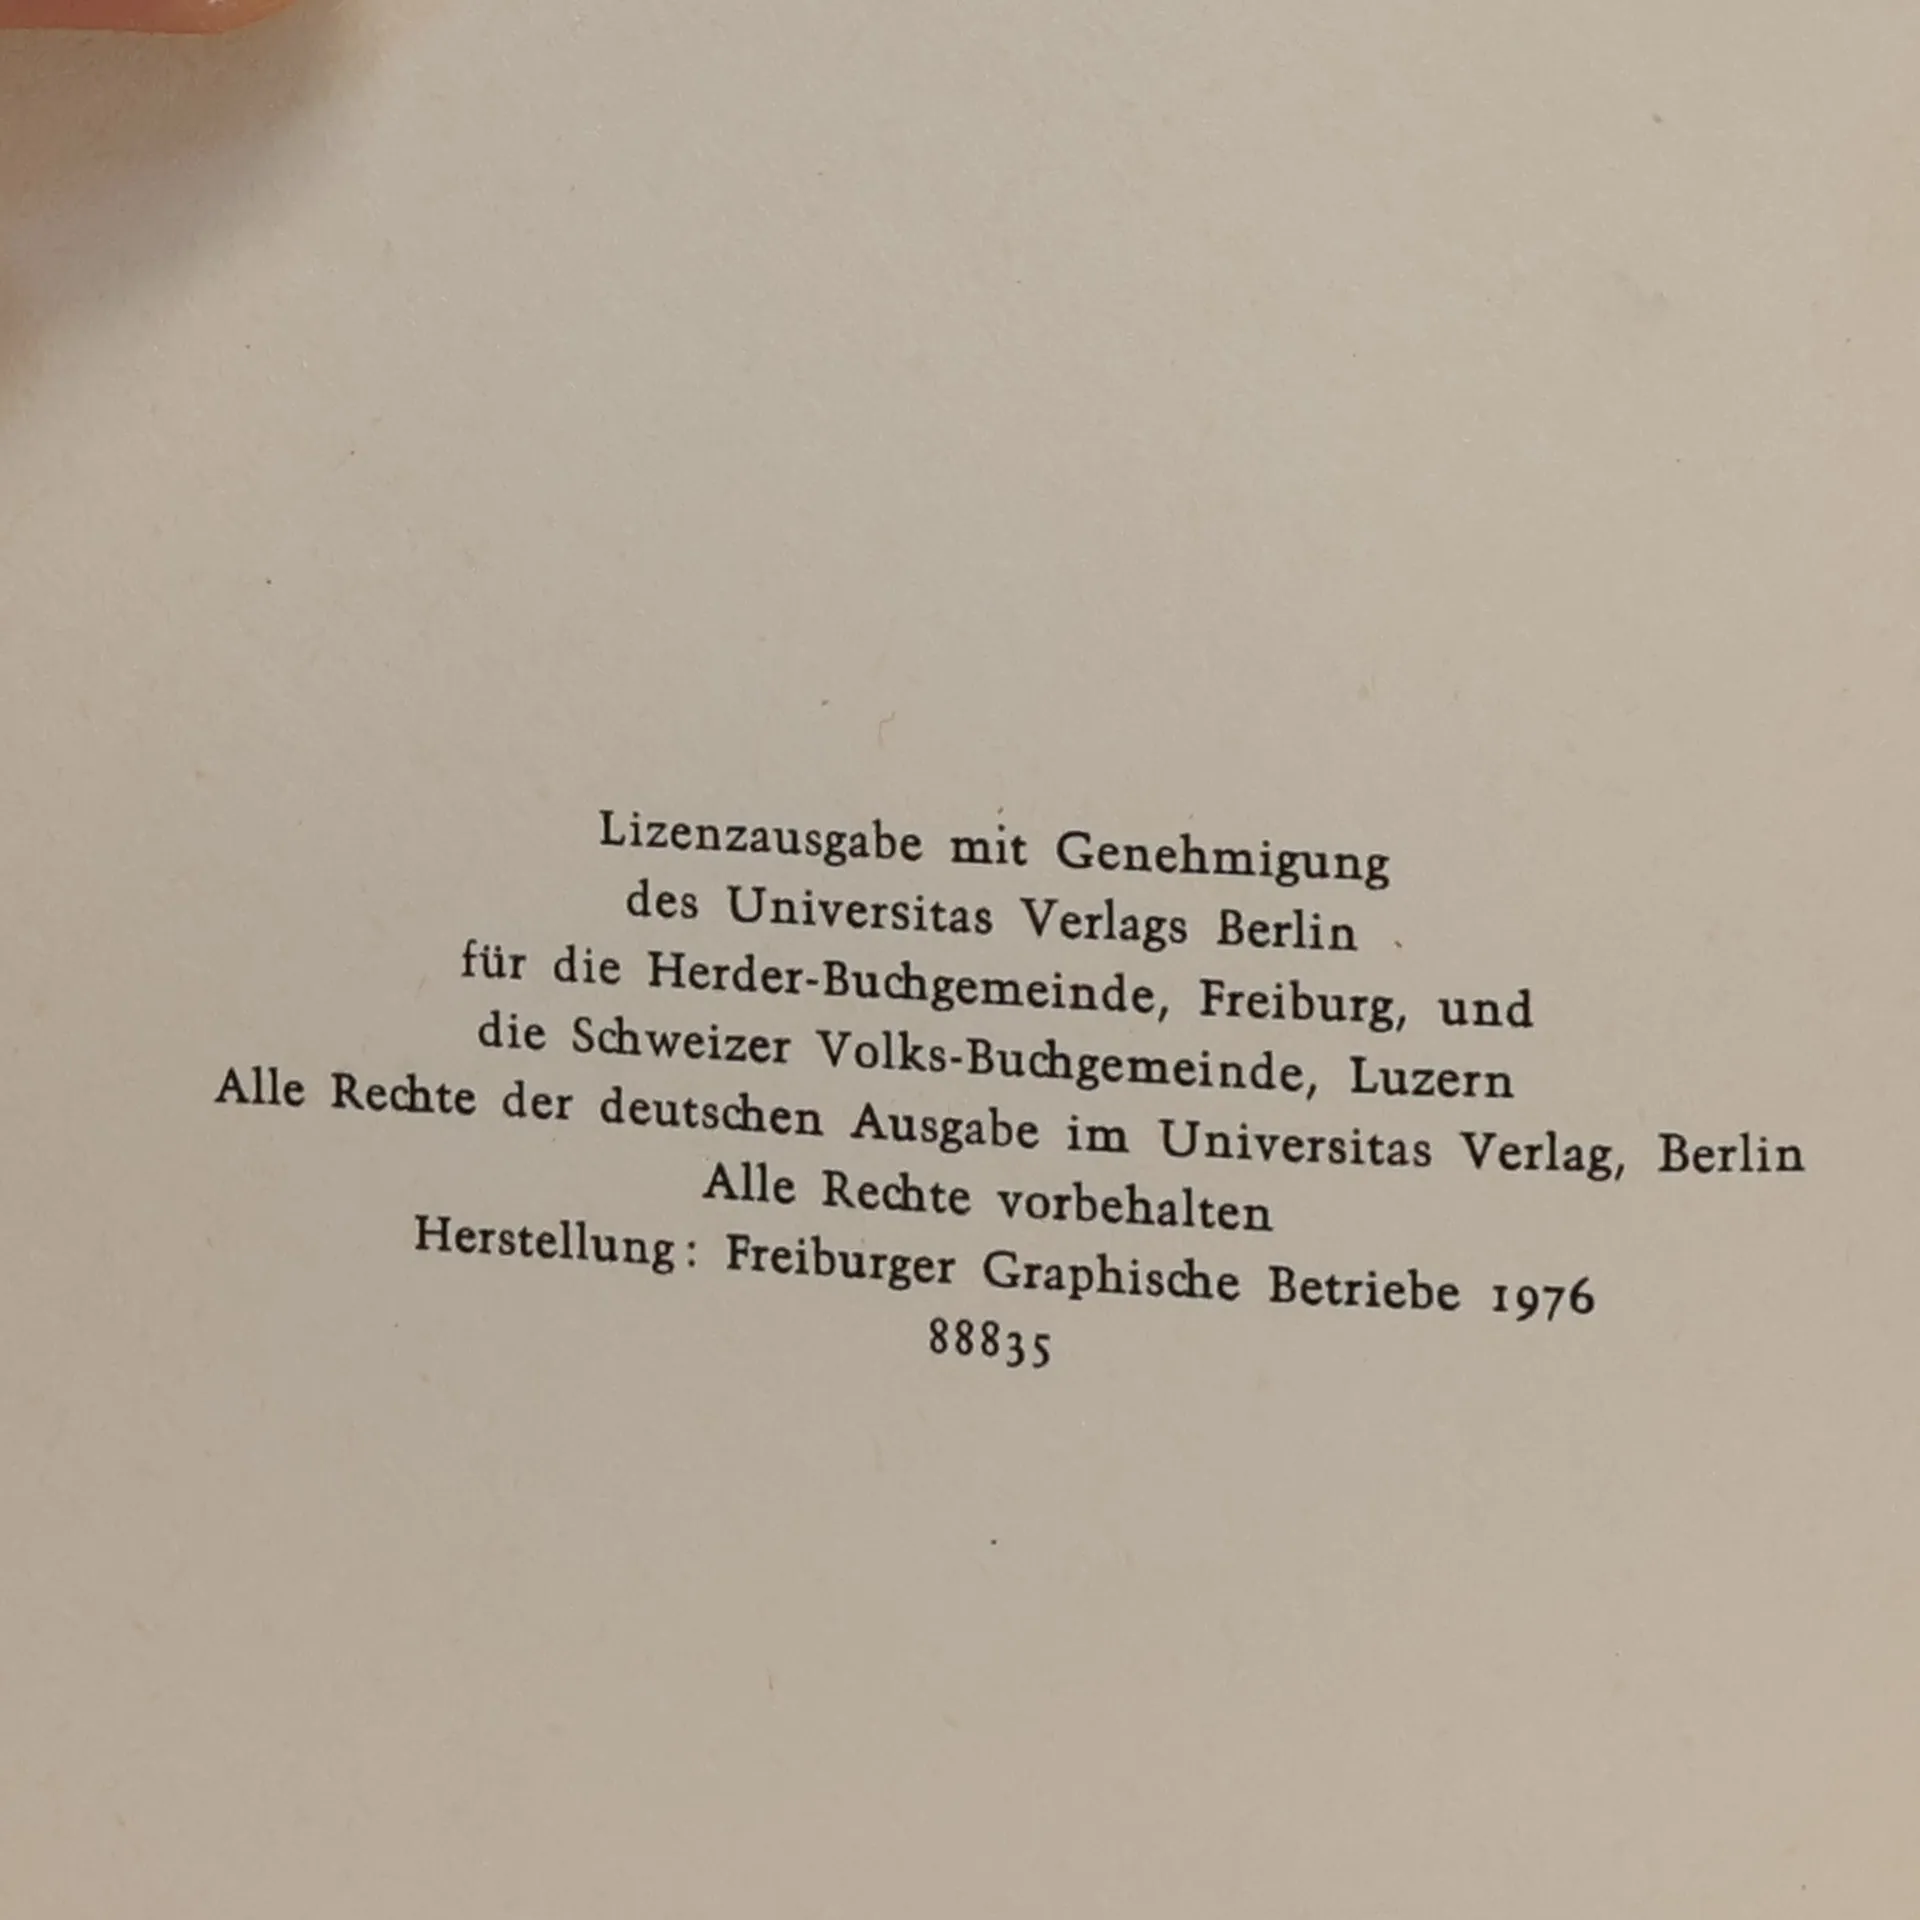 Lizenzausgabe mit Genehmigung
des Universitas Verlags Berlin
für die Herder-Buchgemeinde, Freiburg, und
die Schweizer Volks-Buchgemeinde, Luzern
Alle Rechte der deutschen Ausgabe im Universitas Verlag, Berlin
Alle Rechte vorbehalten
Herstellung: Freiburger Graphische Betriebe 1976
88835